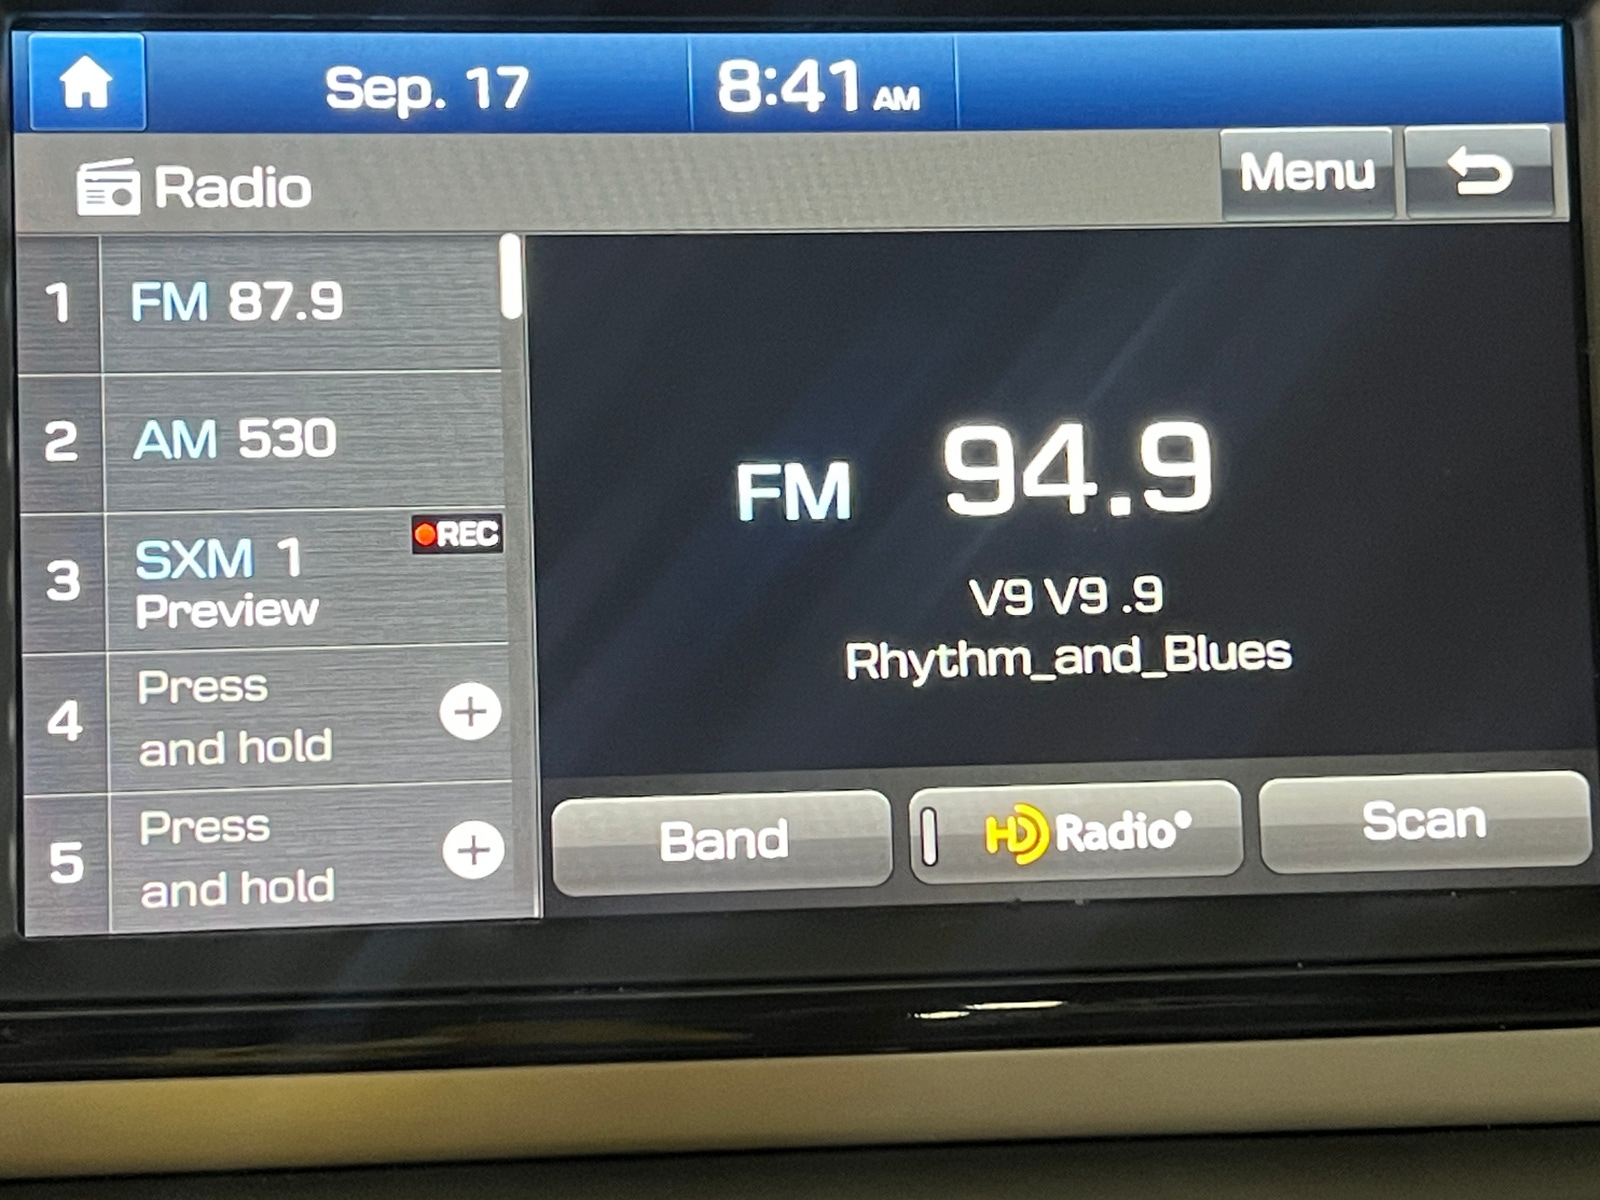 Sep. 17
8:41 AM
Radio
Menu
1 FM 87.9
2 AM 530
3 SXM 1
Preview
REC
4 Press
and hold
5 Press
and hold
FM 94.9
V9 V9 .9
Rhythm_and_Blues
Band
HD Radio®
Scan